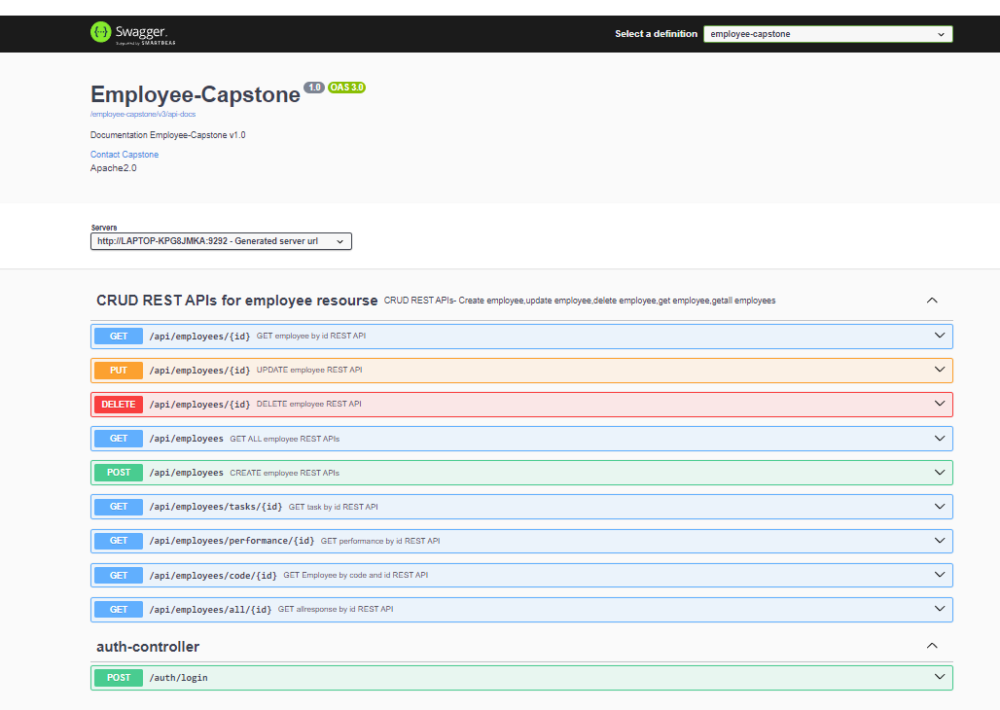 Swagger.
Supported by SMARTBEAR
Select a definition employee-capstone
Employee-Capstone 1.0 OAS 3.0
/employee-capstone/v3/api-docs
Documentation Employee-Capstone v1.0
Contact Capstone
Apache2.0
Servers
http://LAPTOP-KPG8JMKA:9292 - Generated server url
CRUD REST APIs for employee resourse CRUD REST APIs- Create employee,update employee,delete employee,get employee,getall employees
GET /api/employees/{id} GET employee by id REST API
PUT /api/employees/{id} UPDATE employee REST API
DELETE /api/employees/{id} DELETE employee REST API
GET /api/employees GET ALL employee REST APIs
POST /api/employees CREATE employee REST APIs
GET /api/employees/tasks/{id} GET task by id REST API
GET /api/employees/performance/{id} GET performance by id REST API
GET /api/employees/code/{id} GET Employee by code and id REST API
GET /api/employees/all/{id} GET allresponse by id REST API
auth-controller
POST /auth/login